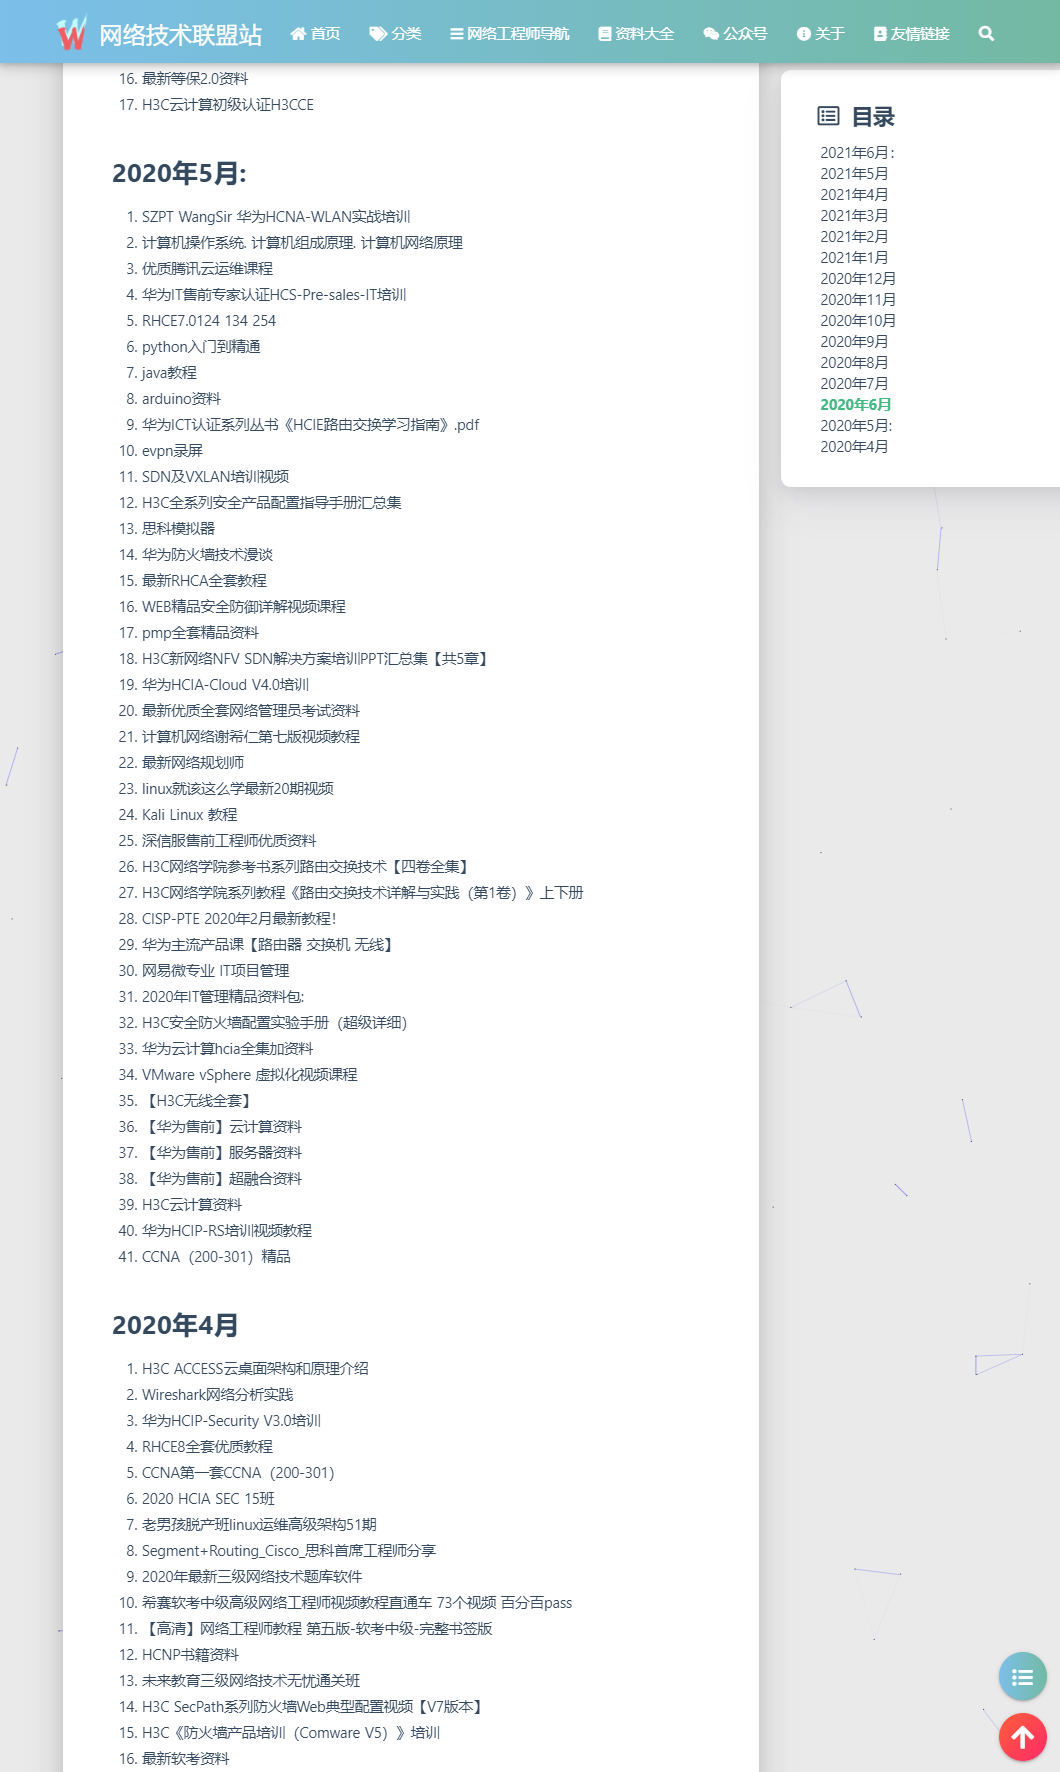 网络技术联盟站
首页
分类
网络工程师导航
资料大全
公众号
关于
友情链接
16. 最新等保2.0资料
17. H3C云计算初级认证H3CCE
2020年5月:
1. SZPT WangSir 华为HCNA-WLAN实战培训
2. 计算机操作系统. 计算机组成原理. 计算机网络原理
3. 优质腾讯云运维课程
4. 华为IT售前专家认证HCS-Pre-sales-IT培训
5. RHCE7.0124 134 254
6. python入门到精通
7. java教程
8. arduino资料
9. 华为ICT认证系列丛书《HCIE路由交换学习指南》.pdf
10. evpn录屏
11. SDN及VXLAN培训视频
12. H3C全系列安全产品配置指导手册汇总集
13. 思科模拟器
14. 华为防火墙技术漫谈
15. 最新RHCA全套教程
16. WEB精品安全防御详解视频课程
17. pmp全套精品资料
18. H3C新网络NFV SDN解决方案培训PPT汇总集【共5章】
19. 华为HCIA-Cloud V4.0培训
20. 最新优质全套网络管理员考试资料
21. 计算机网络谢希仁第七版视频教程
22. 最新网络规划师
23. linux就该这么学最新20期视频
24. Kali Linux 教程
25. 深信服售前工程师优质资料
26. H3C网络学院参考书系列路由交换技术【四卷全集】
27. H3C网络学院系列教程《路由交换技术详解与实践（第1卷）》上下册
28. CISP-PTE 2020年2月最新教程！
29. 华为主流产品课【路由器 交换机 无线】
30. 网易微专业 IT项目管理
31. 2020年IT管理精品资料包:
32. H3C安全防火墙配置实验手册（超级详细）
33. 华为云计算hcia全集加资料
34. VMware vSphere 虚拟化视频课程
35. 【H3C无线全套】
36. 【华为售前】云计算资料
37. 【华为售前】服务器资料
38. 【华为售前】超融合资料
39. H3C云计算资料
40. 华为HCIP-RS培训视频教程
41. CCNA（200-301）精品
2020年4月
1. H3C ACCESS云桌面架构和原理介绍
2. Wireshark网络分析实践
3. 华为HCIP-Security V3.0培训
4. RHCE8全套优质教程
5. CCNA第一套CCNA（200-301）
6. 2020 HCIA SEC 15班
7. 老男孩脱产班linux运维高级架构51期
8. Segment+Routing_Cisco_思科首席工程师分享
9. 2020年最新三级网络技术题库软件
10. 希赛软考中级高级网络工程师视频教程直通车 73个视频 百分百pass
11. 【高清】网络工程师教程 第五版-软考中级-完整书签版
12. HCNP书籍资料
13. 未来教育三级网络技术无忧通关班
14. H3C SecPath系列防火墙Web典型配置视频【V7版本】
15. H3C《防火墙产品培训（Comware V5）》培训
16. 最新软考资料
目录
2021年6月：
2021年5月
2021年4月
2021年3月
2021年2月
2021年1月
2020年12月
2020年11月
2020年10月
2020年9月
2020年8月
2020年7月
2020年6月
2020年5月:
2020年4月